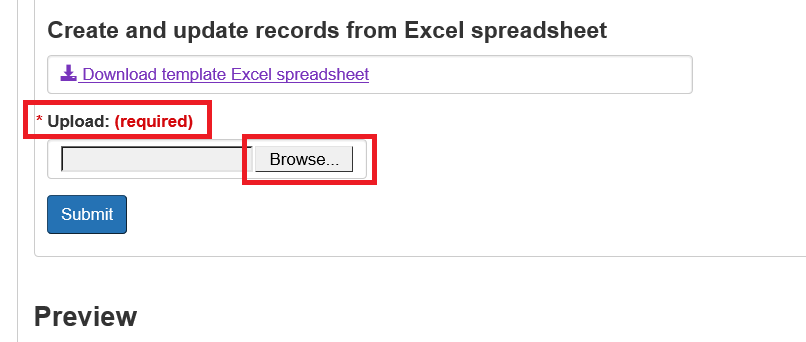 Create and update records from Excel spreadsheet
Download template Excel spreadsheet
* Upload: (required)
Browse...
Submit
Preview